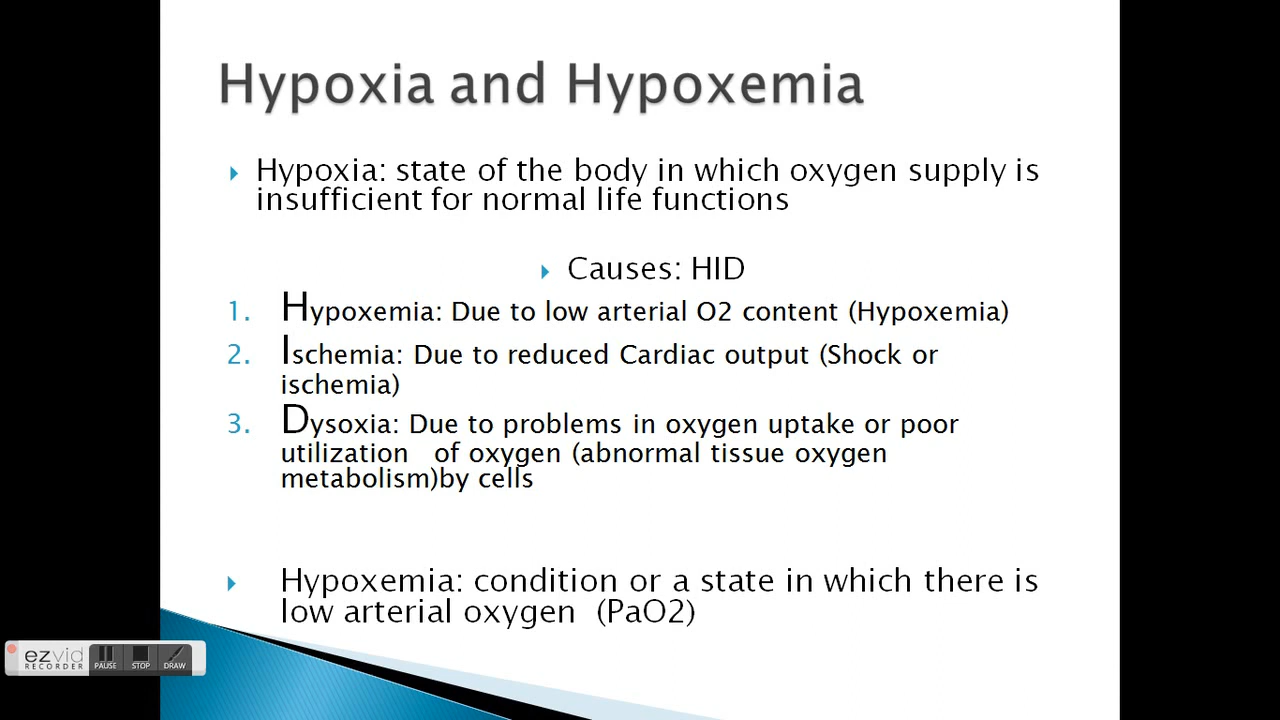 Hypoxia and Hypoxemia
Hypoxia: state of the body in which oxygen supply is
insufficient for normal life functions
Causes: HID
1. Hypoxemia: Due to low arterial O2 content (Hypoxemia)
2. Ischemia: Due to reduced Cardiac output (Shock or
ischemia)
3. Dysoxia: Due to problems in oxygen uptake or poor
utilization of oxygen (abnormal tissue oxygen
metabolism)by cells
Hypoxemia: condition or a state in which there is
low arterial oxygen (PaO2)
ezvid
RECORDER
PAUSE STOP DRAW